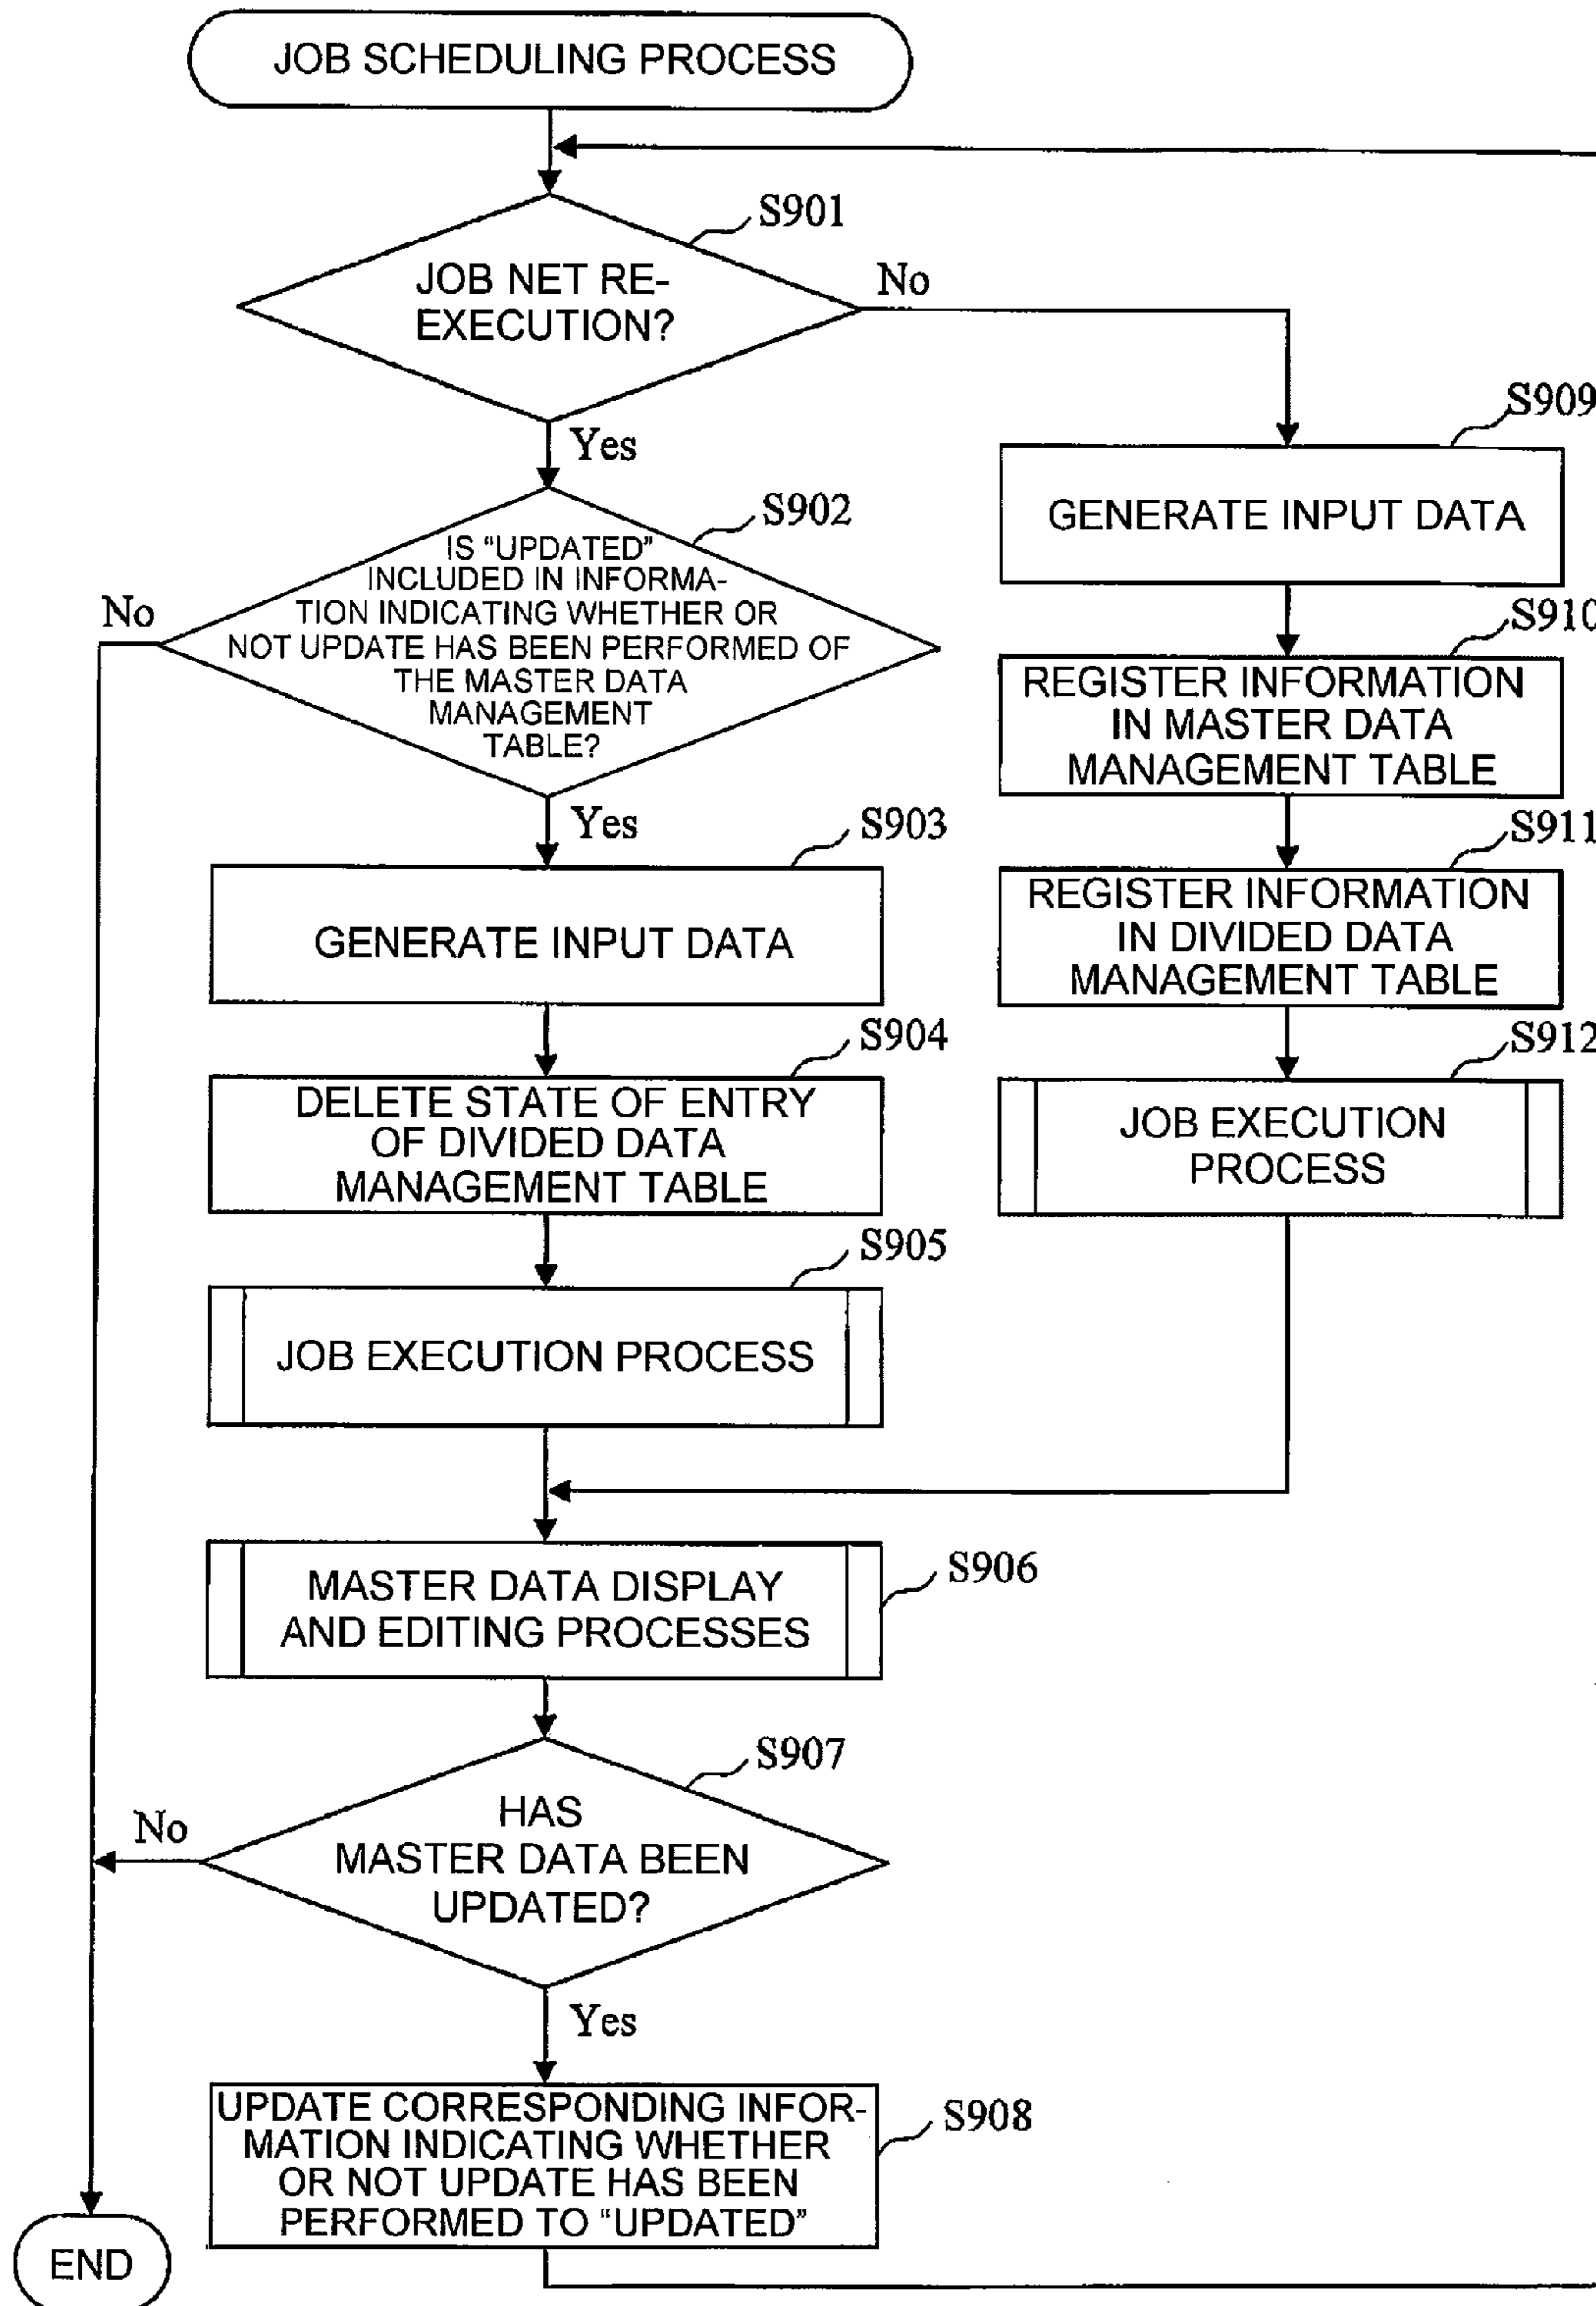 JOB SCHEDULING PROCESS
S901
JOB NET RE-
EXECUTION?
No
Yes
S902
IS “UPDATED”
INCLUDED IN INFORMA-
TION INDICATING WHETHER OR
NOT UPDATE HAS BEEN PERFORMED OF
THE MASTER DATA
MANAGEMENT
TABLE?
No
Yes
S903
GENERATE INPUT DATA
S904
DELETE STATE OF ENTRY
OF DIVIDED DATA
MANAGEMENT TABLE
S905
JOB EXECUTION PROCESS
S909
GENERATE INPUT DATA
S910
REGISTER INFORMATION
IN MASTER DATA
MANAGEMENT TABLE
S911
REGISTER INFORMATION
IN DIVIDED DATA
MANAGEMENT TABLE
S912
JOB EXECUTION
PROCESS
S906
MASTER DATA DISPLAY
AND EDITING PROCESSES
S907
HAS
MASTER DATA BEEN
UPDATED?
No
Yes
S908
UPDATE CORRESPONDING INFOR-
MATION INDICATING WHETHER
OR NOT UPDATE HAS BEEN
PERFORMED TO “UPDATED”
END